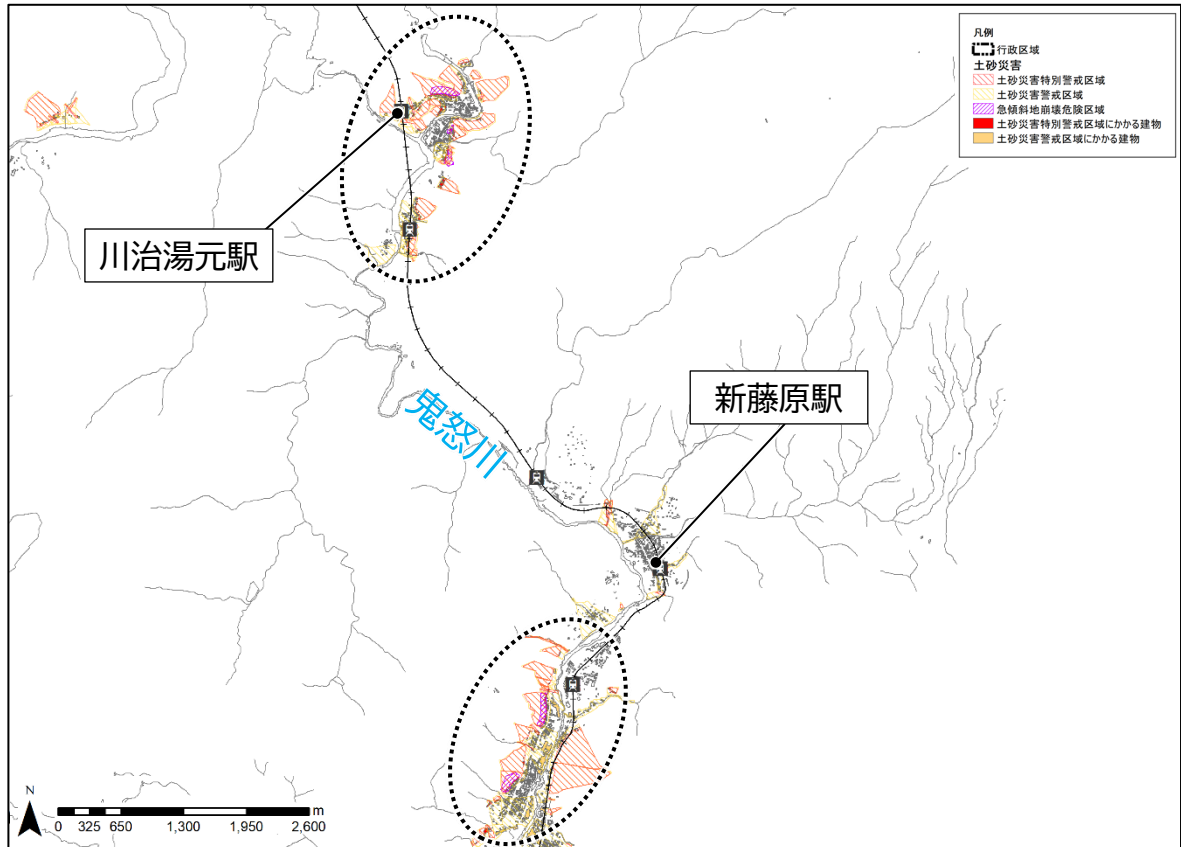 凡例
行政区域
土砂災害
土砂災害特別警戒区域
土砂災害警戒区域
急傾斜地崩壊危険区域
土砂災害特別警戒区域にかかる建物
土砂災害警戒区域にかかる建物
川治湯元駅
新藤原駅
鬼怒川
N
m
0 325 650 1,300 1,950 2,600